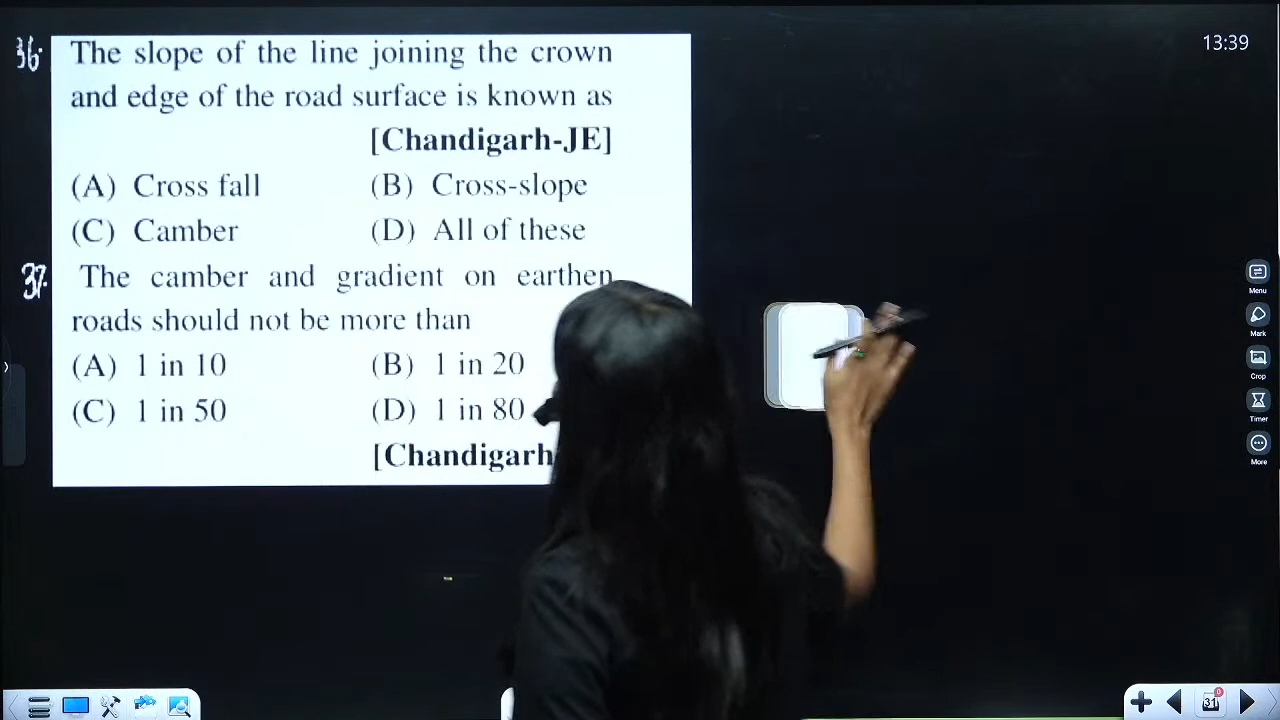 13:39
36.
The slope of the line joining the crown
and edge of the road surface is known as
[Chandigarh-JE]
(A) Cross fall (B) Cross-slope
(C) Camber (D) All of these
37.
The camber and gradient on earthen
roads should not be more than
(A) 1 in 10 (B) 1 in 20
(C) 1 in 50 (D) 1 in 80
[Chandigarh
Menu
Mark
Crop
Timer
More
31